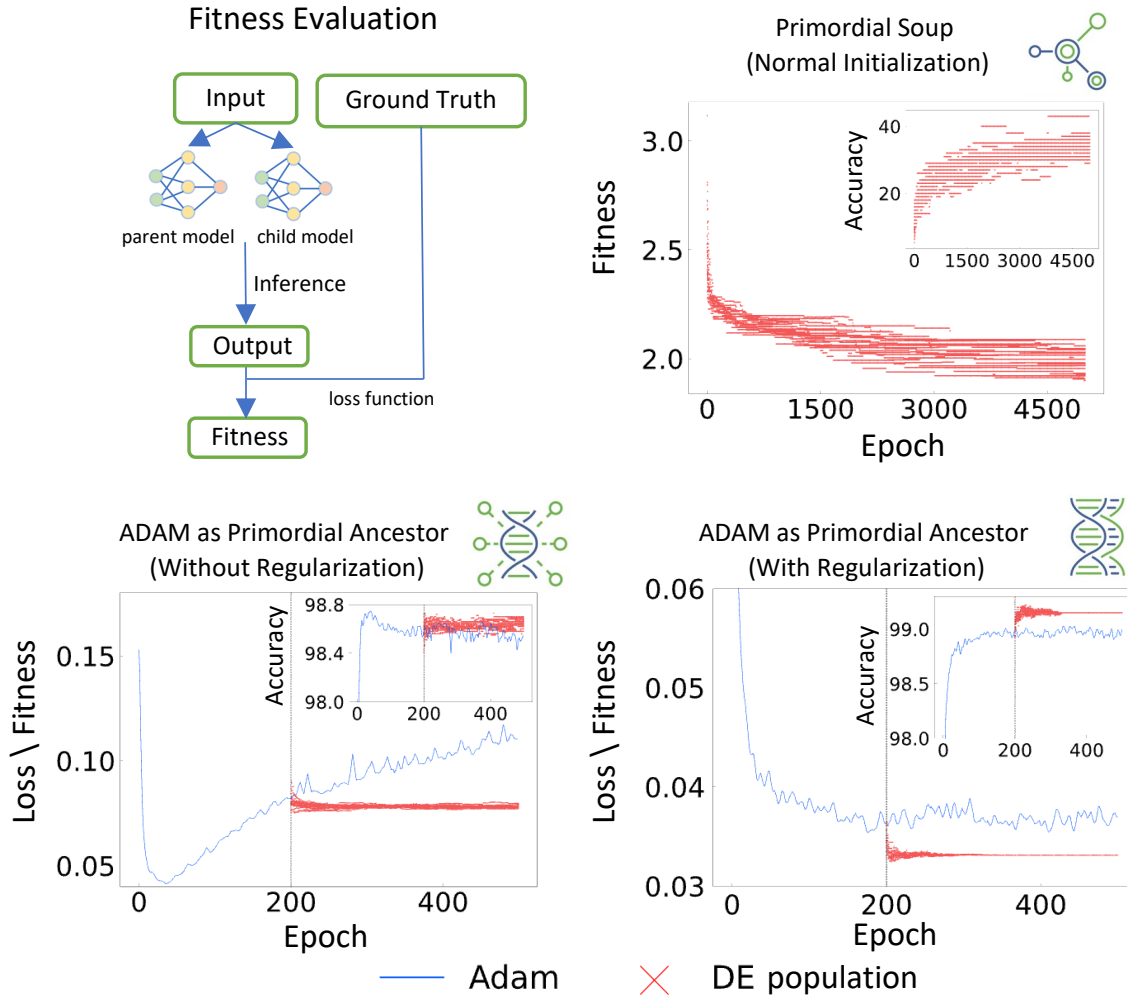 Fitness Evaluation
Input
Ground Truth
parent model
child model
Inference
Output
loss function
Fitness
Primordial Soup
(Normal Initialization)
Fitness
3.0
2.5
2.0
0
1500
3000
4500
Epoch
Accuracy
40
20
0
1500
3000
4500
ADAM as Primordial Ancestor
(Without Regularization)
Loss \ Fitness
0.15
0.10
0.05
0
200
400
Epoch
Accuracy
98.8
98.4
98.0
0
200
400
ADAM as Primordial Ancestor
(With Regularization)
Loss \ Fitness
0.06
0.05
0.04
0.03
0
200
400
Epoch
Accuracy
99.0
98.5
98.0
0
200
400
Adam
DE population